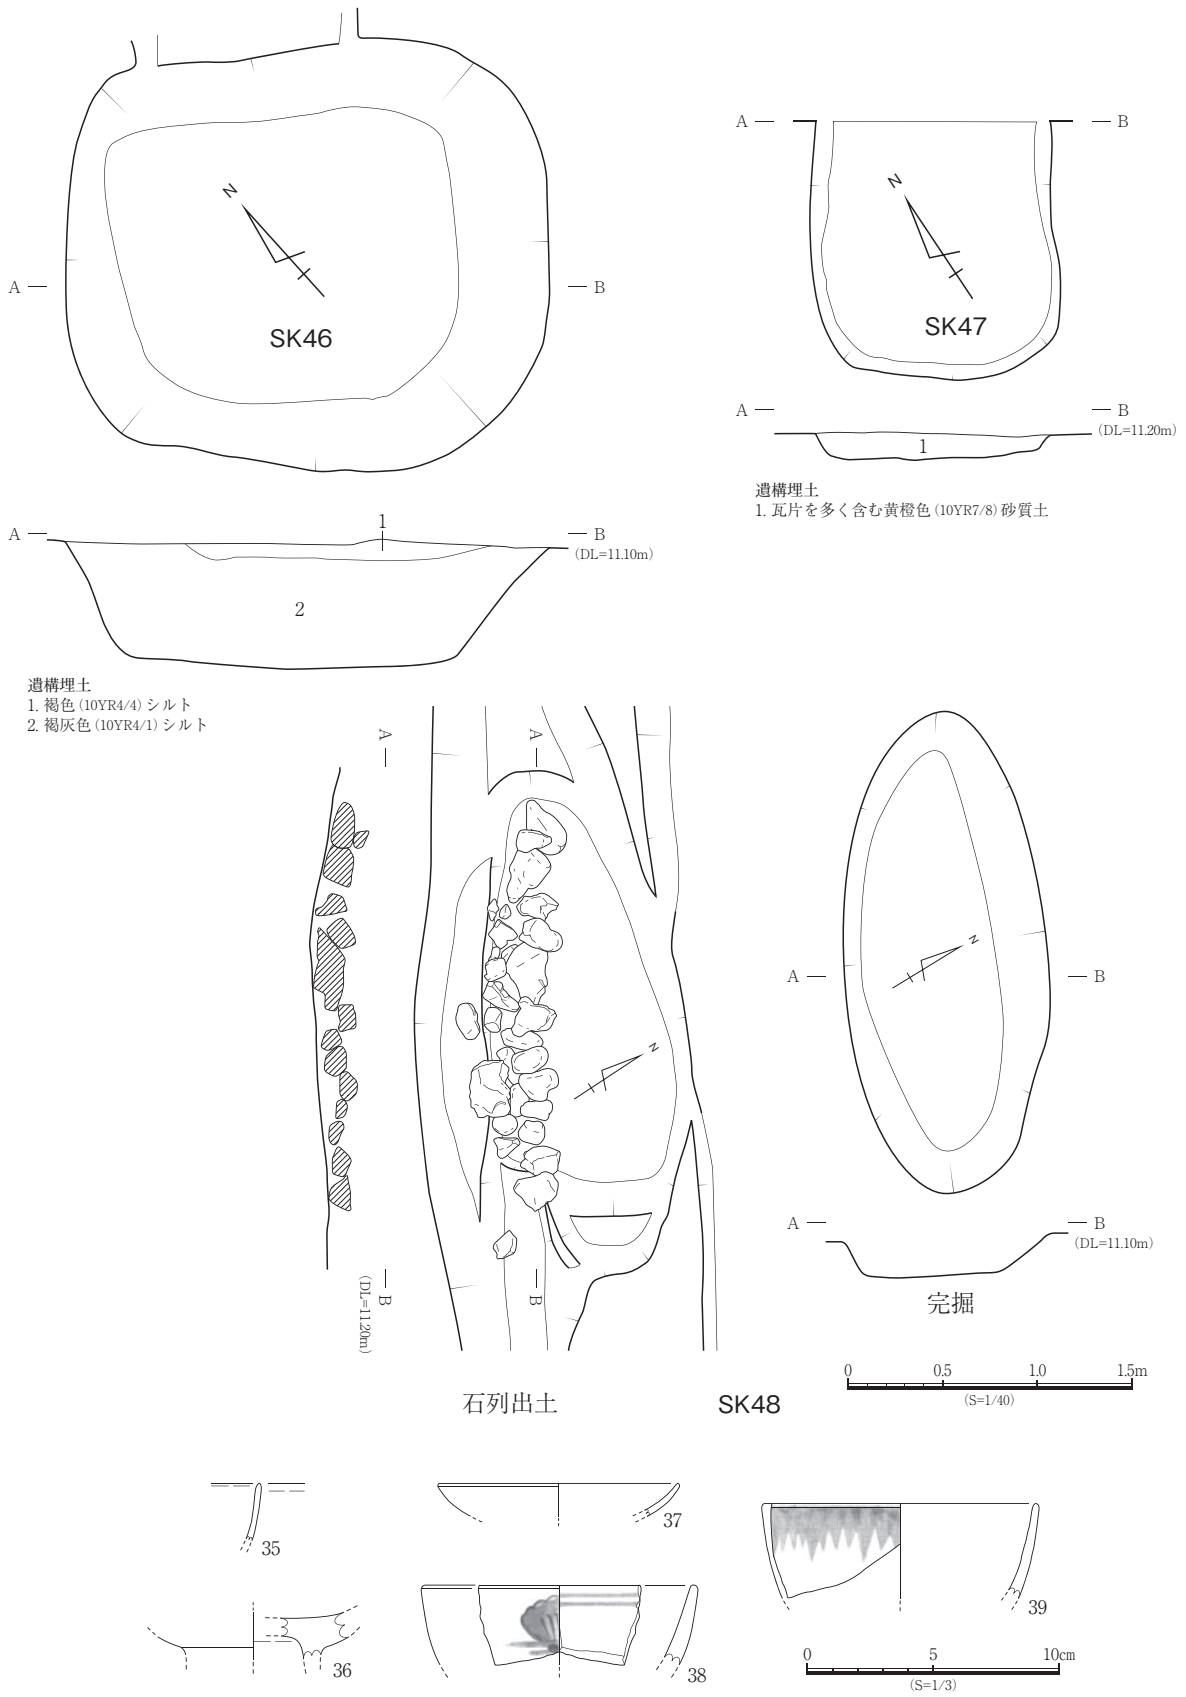 N
A
B
SK46
A
B
1
(DL=11.10m)
2
遺構埋土
1. 褐色(10YR4/4)シルト
2. 褐灰色(10YR4/1)シルト
A
B
N
SK47
A
B
(DL=11.20m)
1
遺構埋土
1. 瓦片を多く含む黄橙色(10YR7/8)砂質土
A
A
N
B
B
(DL=11.20m)
石列出土
SK48
N
A
B
A
B
(DL=11.10m)
完掘
0 0.5 1.0 1.5m
(S=1/40)
35
36
37
38
39
0 5 10cm
(S=1/3)